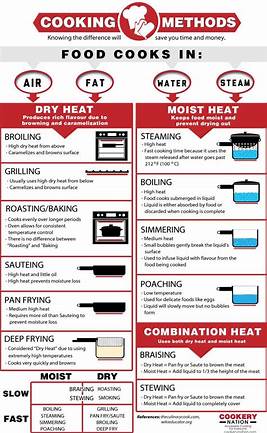 COOKING METHODS
Knowing the difference will save you time and money.
FOOD COOKS IN:
AIR
FAT
WATER
STEAM
DRY HEAT
Produces rich flavour due to
browning and caramelization
BROILING
- High dry heat from above
- Caramelizes and browns surface
GRILLING
- Usually uses high dry heat from below
- Caramelizes and browns surface
ROASTING/BAKING
- Cooks evenly over longer periods
- Oven allows for consistent
temperature control
- There is no difference between
"Roasting" and "Baking"
SAUTEING
- High heat and little oil
- High heat prevents moisture loss
PAN FRYING
- Medium high heat
- Requires more oil than Sauteing to
prevent moisture loss
DEEP FRYING
- Considered "Dry Heat" due to using
extremely high temperatures
- Cooks very quickly and browns
MOIST DRY
SLOW
BRAISING
STEWING
ROASTING
SMOKING
FAST
BOILING
STEAMING
SIMMERING
POACHING
GRILLING
PAN FRY/SAUTE
BROILING
DEEP FRY
MOIST HEAT
Keeps food moist and
prevent drying out
STEAMING
- High heat
- Fast cooking time because it uses the
steam released after water goes past
212°F (100°C)
BOILING
- High heat
- Food cooks submerged in liquid
- Liquid is either absorbed by food or
discarded when cooking is complete
SIMMERING
- Medium heat
- Small bubbles gently break the liquid's
surface
- Used to infuse liquid with flavour from the
food being cooked
POACHING
- Low temperature
- Used for delicate foods like eggs
- Liquid will slowly move but have no
bubbles
COMBINATION HEAT
Uses both dry heat and moist heat
BRAISING
- Dry Heat = Pan fry or Saute to brown the meat
- Moist Heat = Add liquid to 1/3 the height of the meat
STEWING
- Dry Heat = Pan fry or Saute to brown the meat
- Moist Heat = Add liquid to completely cover the meat
References:
COOKERY
NATION